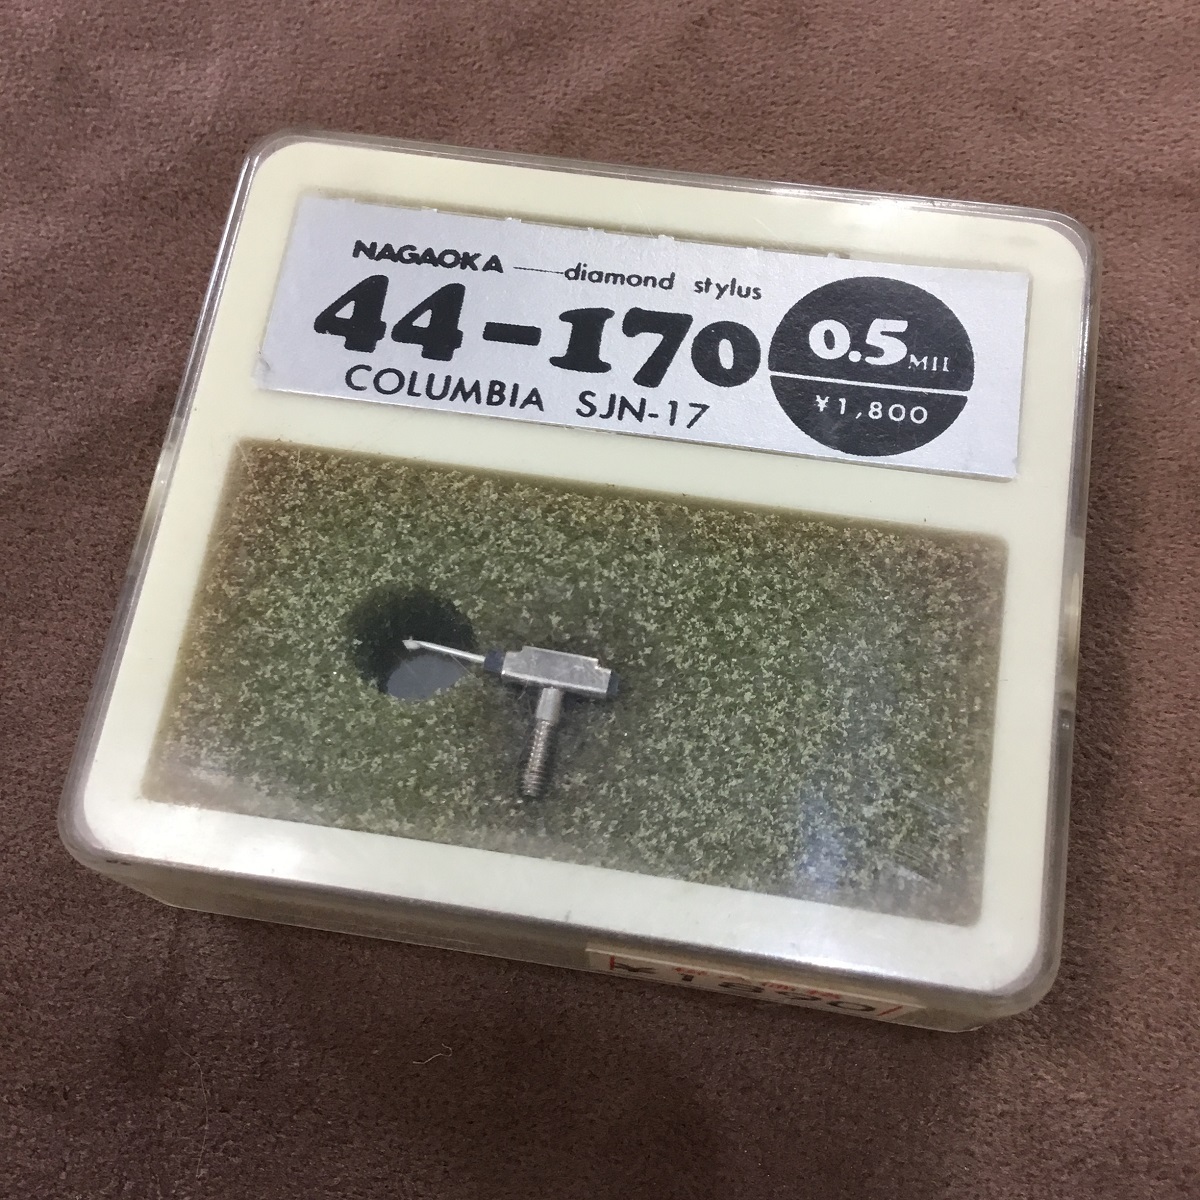 NAGAOKA — diamond stylus
44-170
COLUMBIA SJN-17
0.5 MIL
¥1,800